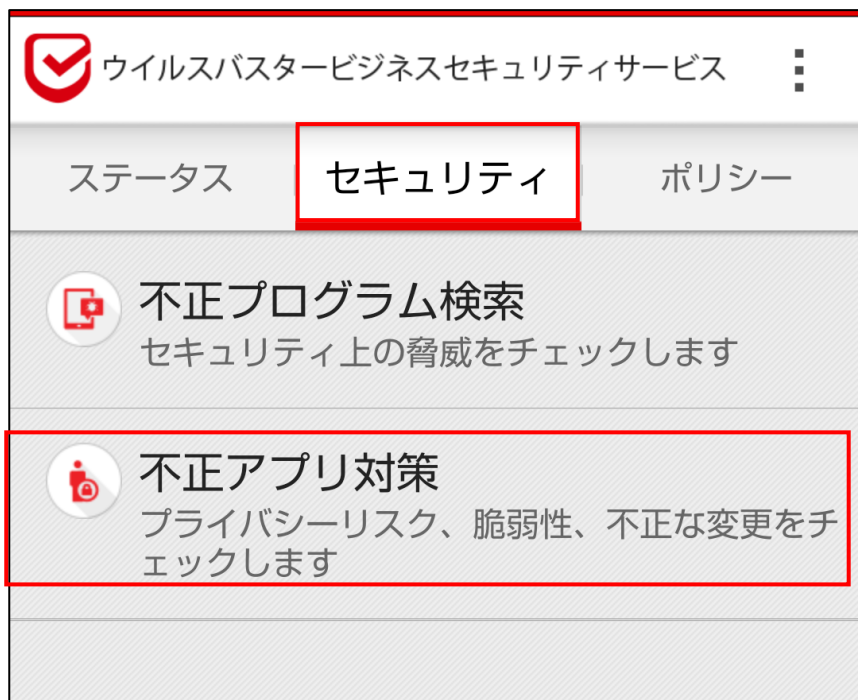 ウイルスバスタービジネスセキュリティサービス
ステータス
セキュリティ
ポリシー
不正プログラム検索
セキュリティ上の脅威をチェックします
不正アプリ対策
プライバシーリスク、脆弱性、不正な変更をチ
ェックします